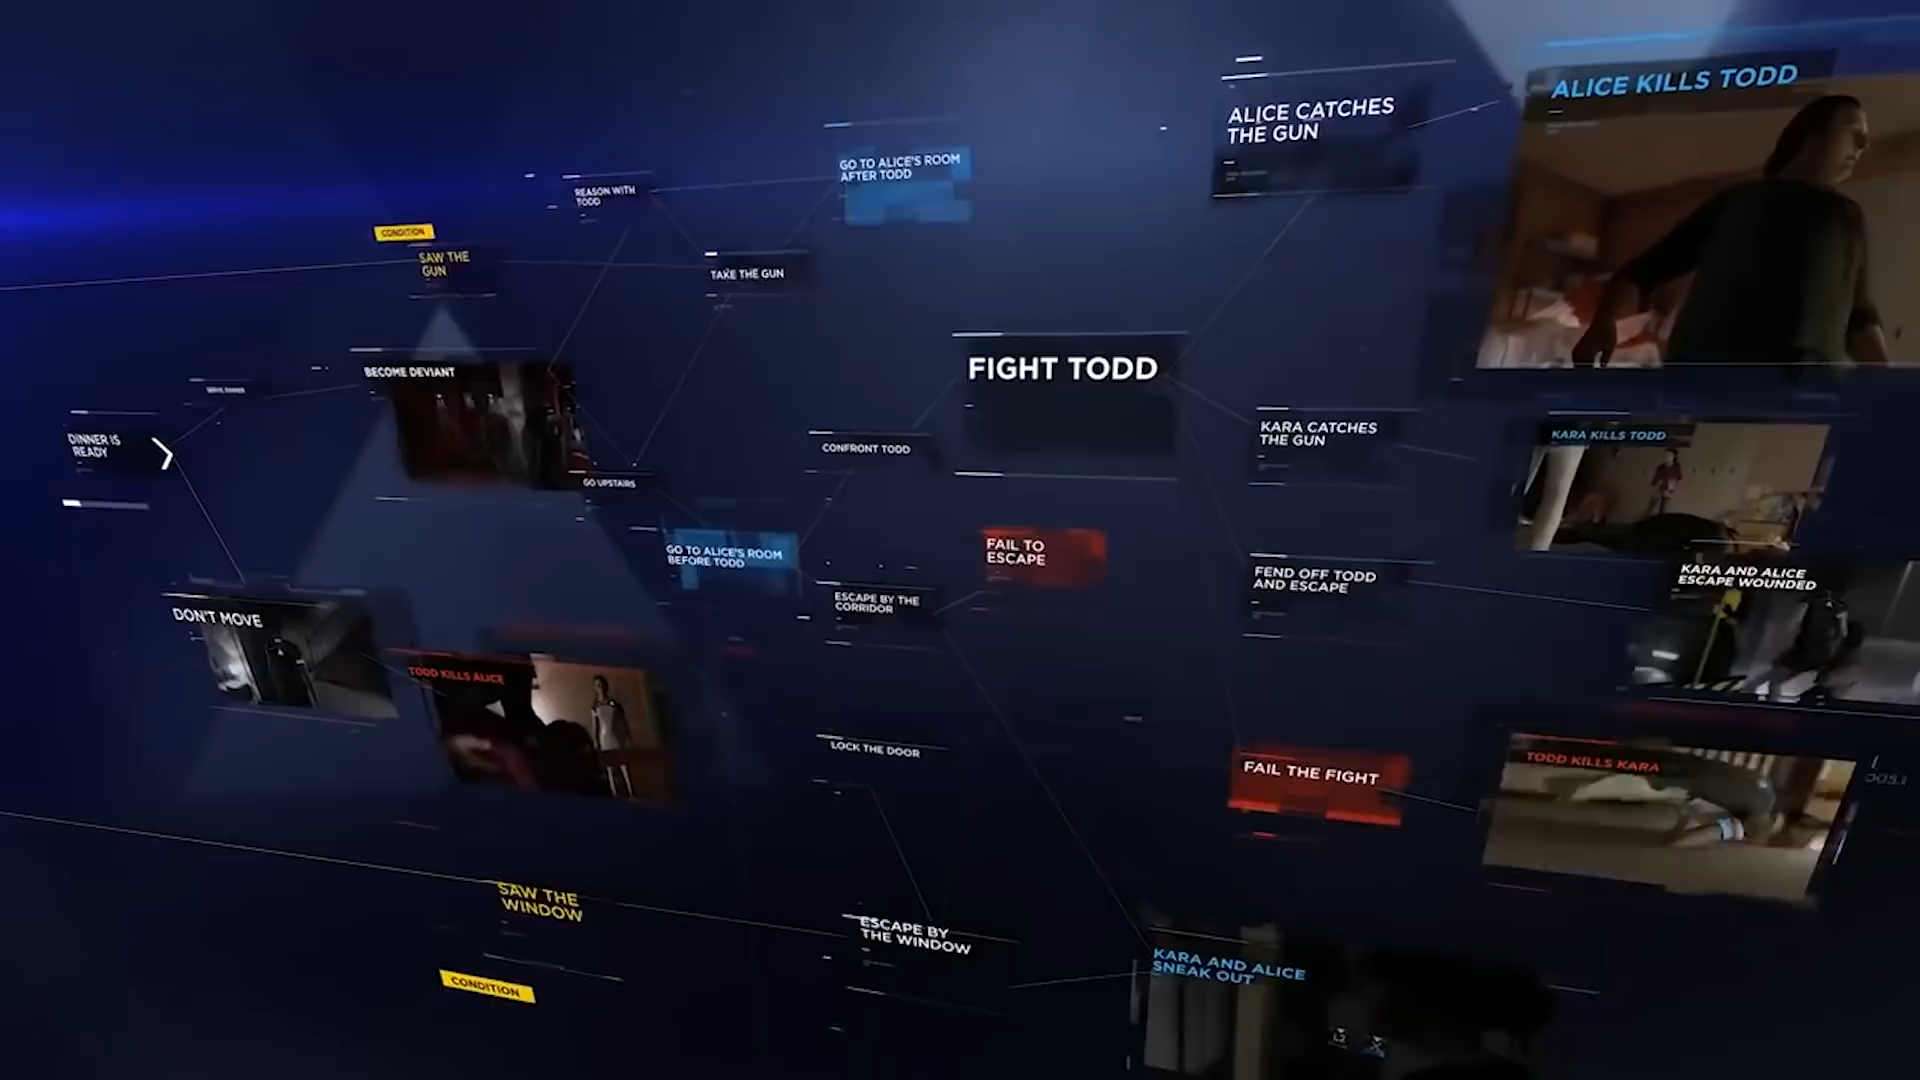 ALICE KILLS TODD
ALICE CATCHES
THE GUN
GO TO ALICE'S ROOM
AFTER TODD
REASON WITH
TODD
CONDITION
SAW THE
GUN
TAKE THE GUN
BECOME DEVIANT
FIGHT TODD
SERVE DINNER
DINNER IS
READY
CONFRONT TODD
KARA CATCHES
THE GUN
KARA KILLS TODD
GO UPSTAIRS
GO TO ALICE'S ROOM
BEFORE TODD
FAIL TO
ESCAPE
FEND OFF TODD
AND ESCAPE
KARA AND ALICE
ESCAPE WOUNDED
ESCAPE BY THE
CORRIDOR
DON'T MOVE
TODD KILLS ALICE
LOCK THE DOOR
FAIL THE FIGHT
TODD KILLS KARA
SAW THE
WINDOW
CONDITION
ESCAPE BY
THE WINDOW
KARA AND ALICE
SNEAK OUT
L2